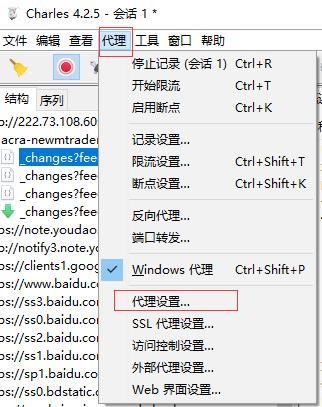 Charles 4.2.5 - 会话 1 *
文件 编辑 查看 代理 工具 窗口 帮助
结构 序列
停止记录 (会话 1) Ctrl+R
开始限流 Ctrl+T
启用断点 Ctrl+K
记录设置...
限流设置... Ctrl+Shift+T
断点设置... Ctrl+Shift+K
反向代理...
端口转发...
Windows 代理 Ctrl+Shift+P
代理设置...
SSL 代理设置...
访问控制设置...
外部代理设置...
Web 界面设置...
tp://222.73.108.60
acra-newmtrader
_changes?fee
_changes?fee
_changes?fee
_changes?fee
ps://note.youdao
tp://notify3.note.yo
ps://clients1.goog
ps://www.baidu.co
ps://ss3.baidu.con
ps://ss0.baidu.con
ps://ss2.baidu.con
ps://ss1.baidu.con
ps://sp1.baidu.con
ps://ss0.bdstatic.c